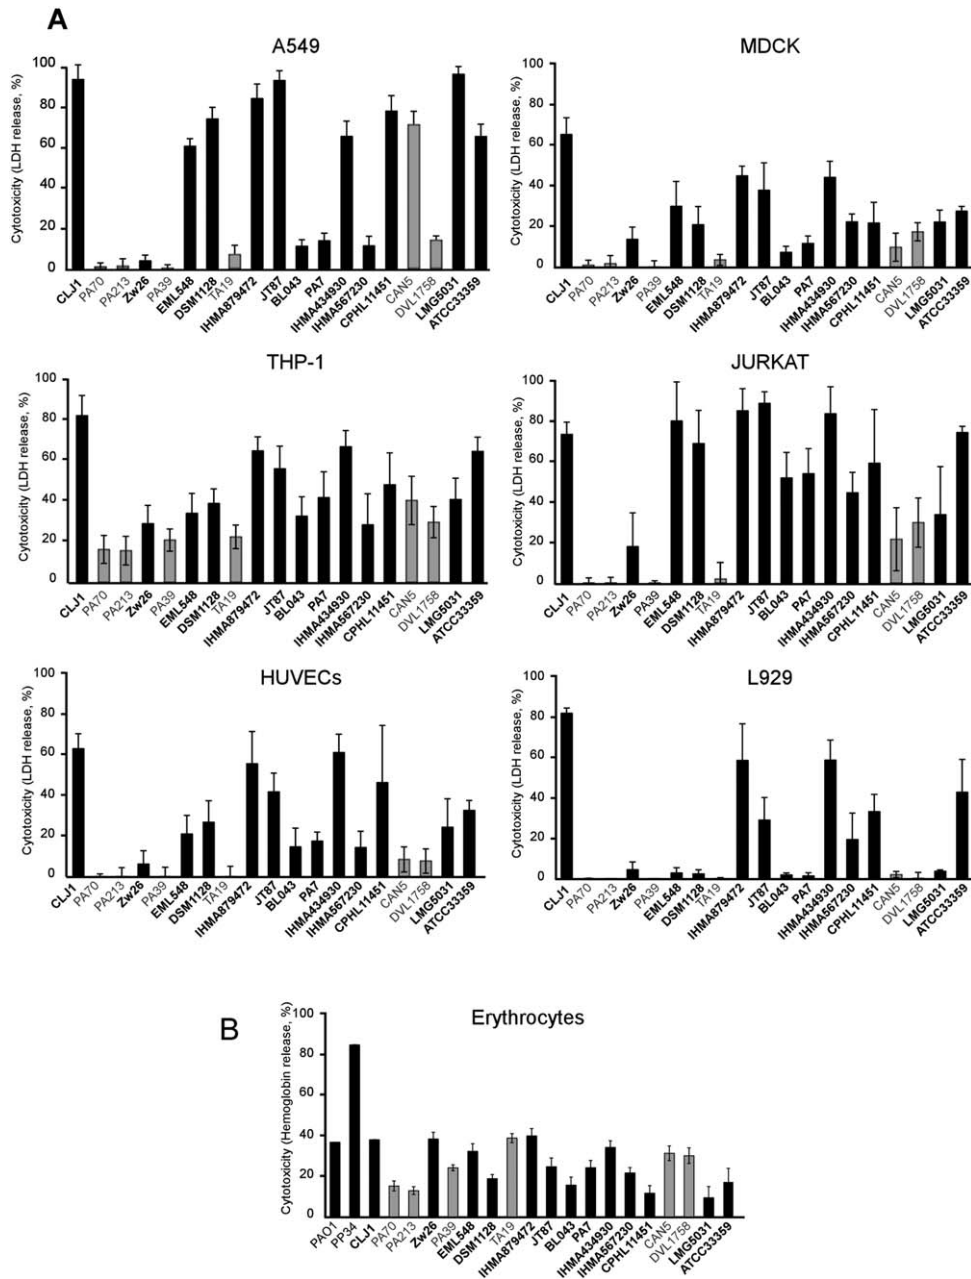 A
A549
Cytotoxicity (LDH release, %)
100
80
60
40
20
0
CLJ1
PA70
PA213
Zw26
PA39
EML548
DSM1128
TA19
IHMA879472
JT87
BL043
PA7
IHMA434930
IHMA567230
CPHL11451
CAN5
DVL1758
LMG5031
ATCC33359
MDCK
Cytotoxicity (LDH release, %)
100
80
60
40
20
0
CLJ1
PA70
PA213
Zw26
PA39
EML548
DSM1128
TA19
IHMA879472
JT87
BL043
PA7
IHMA434930
IHMA567230
CPHL11451
CAN5
DVL1758
LMG5031
ATCC33359
THP-1
Cytotoxicity (LDH release, %)
100
80
60
40
20
0
CLJ1
PA70
PA213
Zw26
PA39
EML548
DSM1128
TA19
IHMA879472
JT87
BL043
PA7
IHMA434930
IHMA567230
CPHL11451
CAN5
DVL1758
LMG5031
ATCC33359
JURKAT
Cytotoxicity (LDH release, %)
100
80
60
40
20
0
CLJ1
PA70
PA213
Zw26
PA39
EML548
DSM1128
TA19
IHMA879472
JT87
BL043
PA7
IHMA434930
IHMA567230
CPHL11451
CAN5
DVL1758
LMG5031
ATCC33359
HUVECs
Cytotoxicity (LDH release, %)
100
80
60
40
20
0
CLJ1
PA70
PA213
Zw26
PA39
EML548
DSM1128
TA19
IHMA879472
JT87
BL043
PA7
IHMA434930
IHMA567230
CPHL11451
CAN5
DVL1758
LMG5031
ATCC33359
L929
Cytotoxicity (LDH release, %)
100
80
60
40
20
0
CLJ1
PA70
PA213
Zw26
PA39
EML548
DSM1128
TA19
IHMA879472
JT87
BL043
PA7
IHMA434930
IHMA567230
CPHL11451
CAN5
DVL1758
LMG5031
ATCC33359
B
Erythrocytes
Cytotoxicity (Hemoglobin release, %)
100
80
60
40
20
0
PAO1
PP34
CLJ1
PA70
PA213
Zw26
PA39
EML548
DSM1128
TA19
IHMA879472
JT87
BL043
PA7
IHMA434930
IHMA567230
CPHL11451
CAN5
DVL1758
LMG5031
ATCC33359